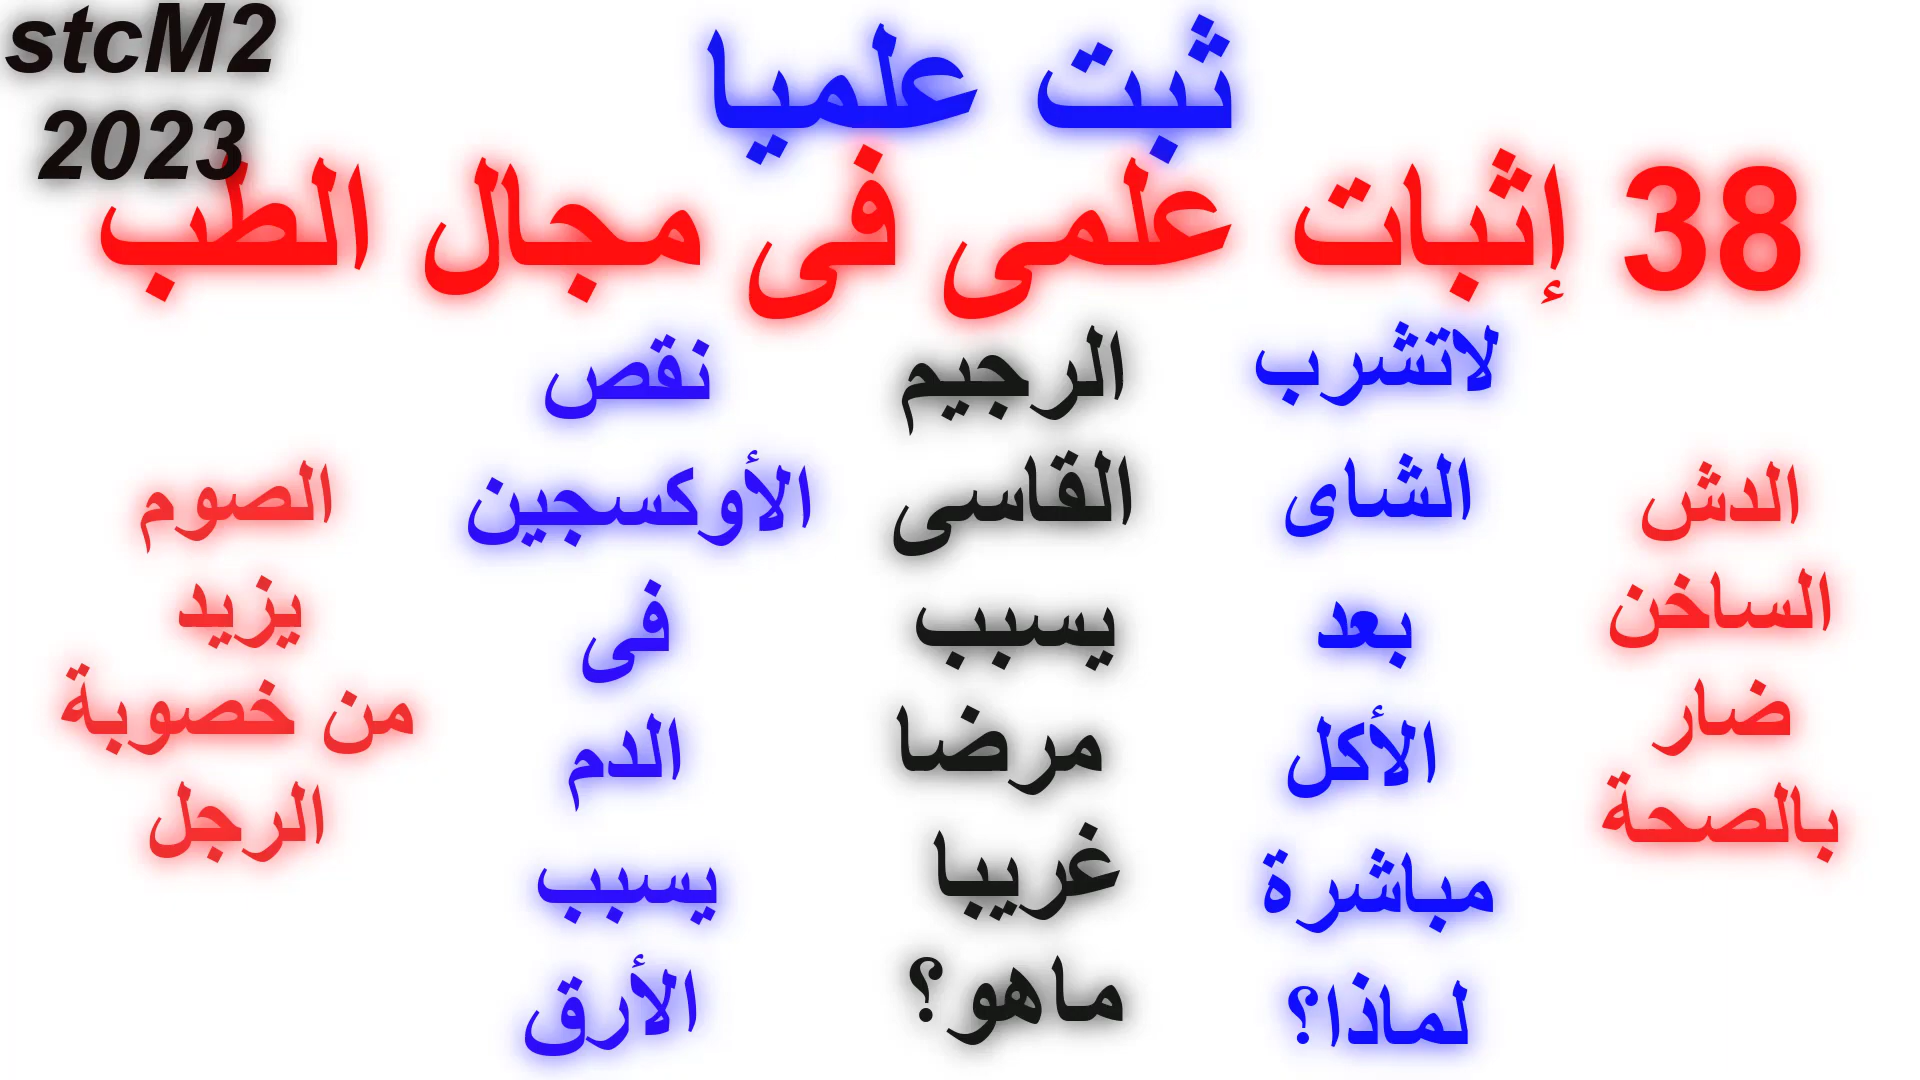 stcM2
2023
ثبت علميا
38 إثبات علمى فى مجال الطب
الدش
الساخن
ضار
بالصحة
لاتشرب
الشاى
بعد
الأكل
مباشرة
لماذا؟
الرجيم
القاسى
يسبب
مرضا
غريبا
ماهو؟
نقص
الأوكسجين
فى
الدم
يسبب
الأرق
الصوم
يزيد
من خصوبة
الرجل